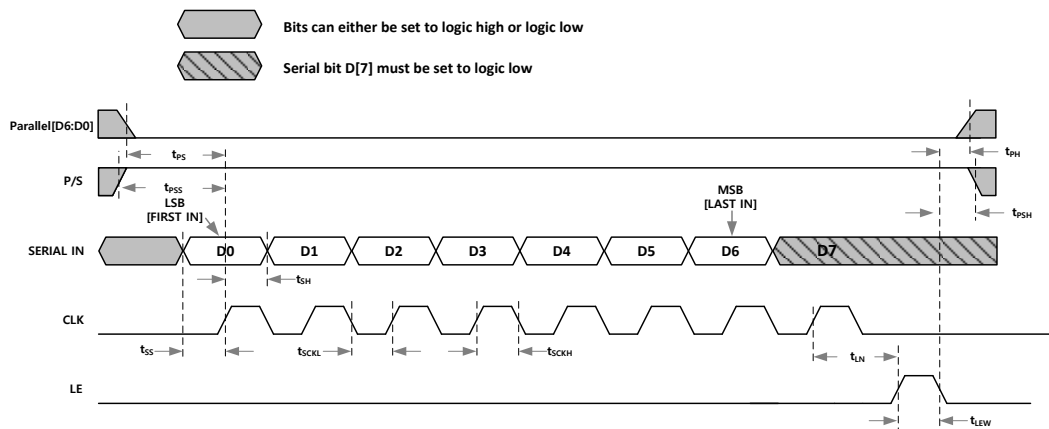 Bits can either be set to logic high or logic low
Serial bit D[7] must be set to logic low
Parallel[D6:D0]
tPS
tPH
P/S
tPSS
tPSH
LSB
[FIRST IN]
MSB
[LAST IN]
SERIAL IN D0 D1 D2 D3 D4 D5 D6 D7
tSH
CLK
tSS tSCKL tSCKH tLN
LE
tLEW